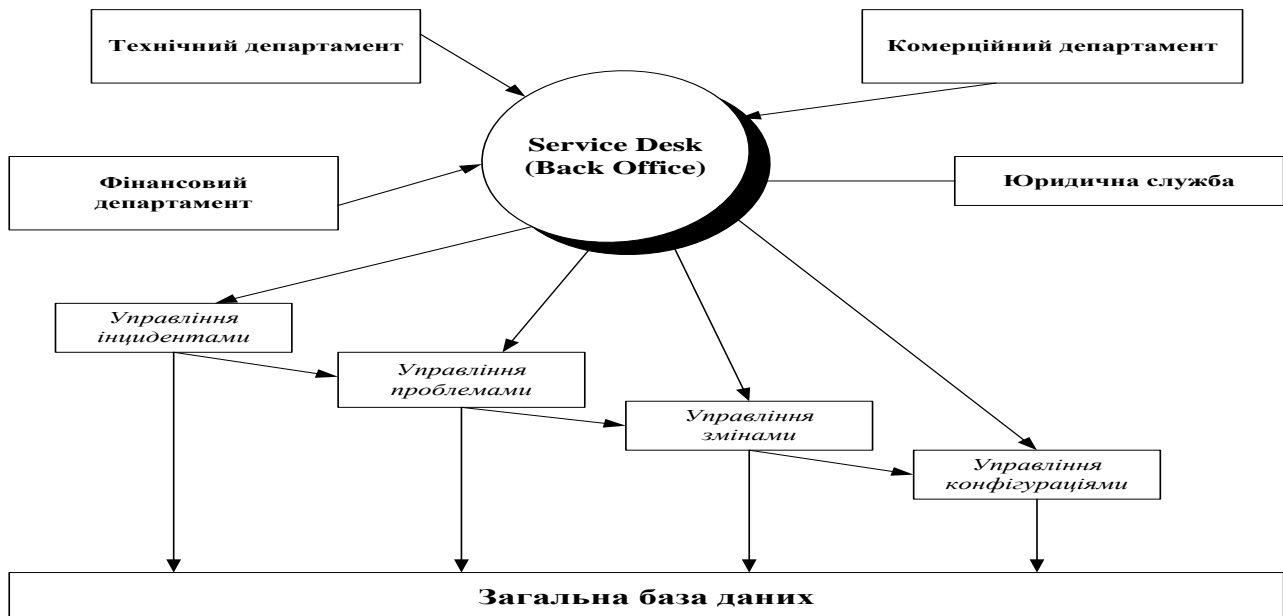 Технічний департамент
Комерційний департамент
Service Desk
(Back Office)
Фінансовий
департамент
Юридична служба
Управління
інцидентами
Управління
проблемами
Управління
змінами
Управління
конфігураціями
Загальна база даних